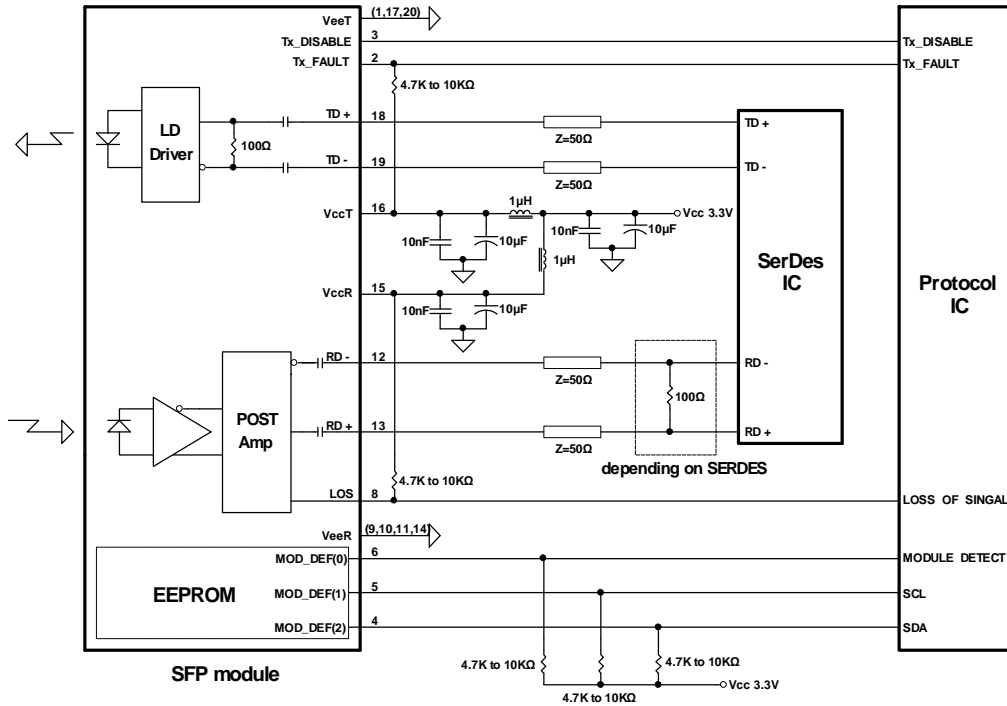 VeeT (1,17,20)
Tx_DISABLE 3 Tx_DISABLE
Tx_FAULT 2 Tx_FAULT
4.7K to 10KΩ
LD
Driver
100Ω
TD + 18 TD +
Z=50Ω
TD - 19 TD -
Z=50Ω
1μH
VccT 16 Vcc 3.3V
10nF 10μF 10nF 10μF
1μH
VccR 15
10nF 10μF
SerDes
IC
Protocol
IC
RD - 12 RD -
Z=50Ω
100Ω
POST
Amp
RD + 13 RD +
Z=50Ω
depending on SERDES
4.7K to 10KΩ
LOS 8 LOSS OF SINGAL
VeeR (9,10,11,14)
MOD_DEF(0) 6 MODULE DETECT
EEPROM
MOD_DEF(1) 5 SCL
MOD_DEF(2) 4 SDA
4.7K to 10KΩ 4.7K to 10KΩ
SFP module
Vcc 3.3V
4.7K to 10KΩ